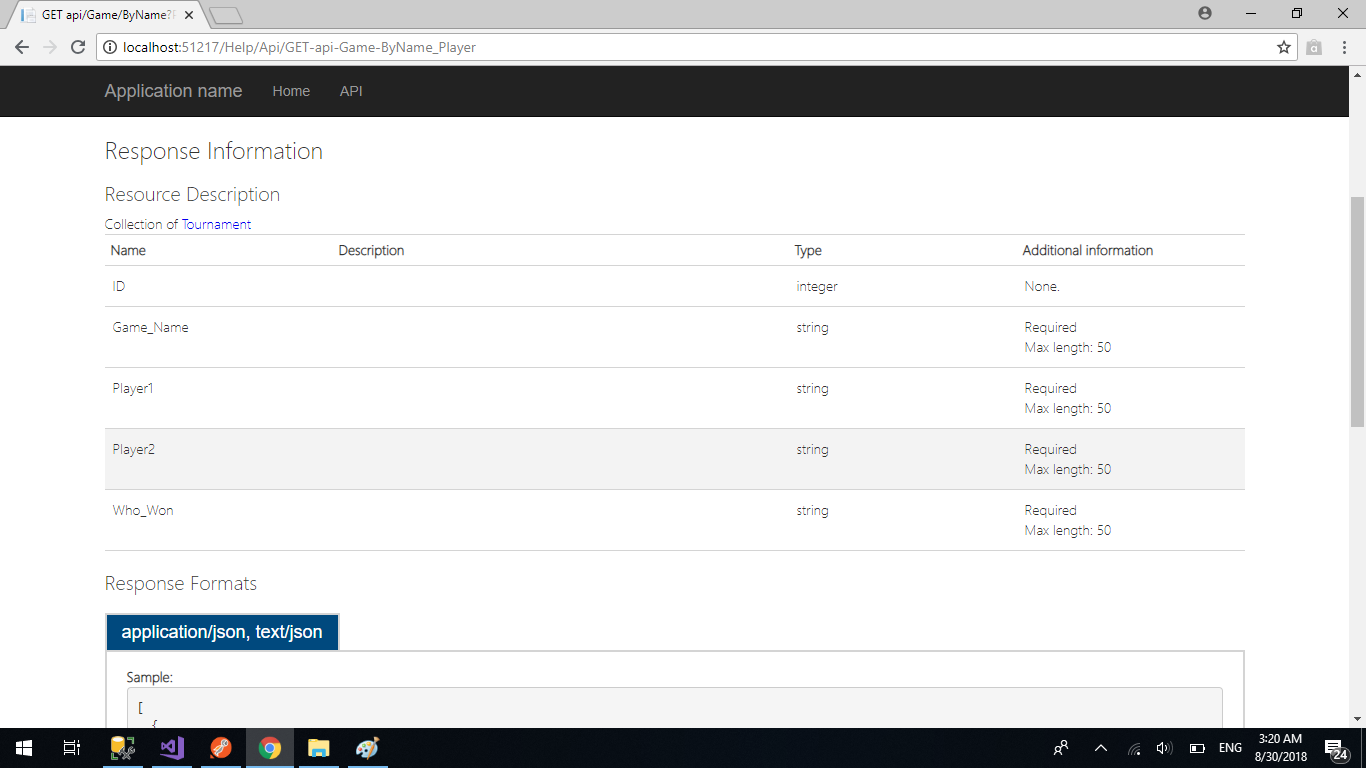 GET api/Game/ByName?
localhost:51217/Help/Api/GET-api-Game-ByName_Player
Application name Home API
Response Information
Resource Description
Collection of Tournament
Name Description Type Additional information
ID integer None.
Game_Name string Required
Max length: 50
Player1 string Required
Max length: 50
Player2 string Required
Max length: 50
Who_Won string Required
Max length: 50
Response Formats
application/json, text/json
Sample:
[
{
ENG
3:20 AM
8/30/2018
24